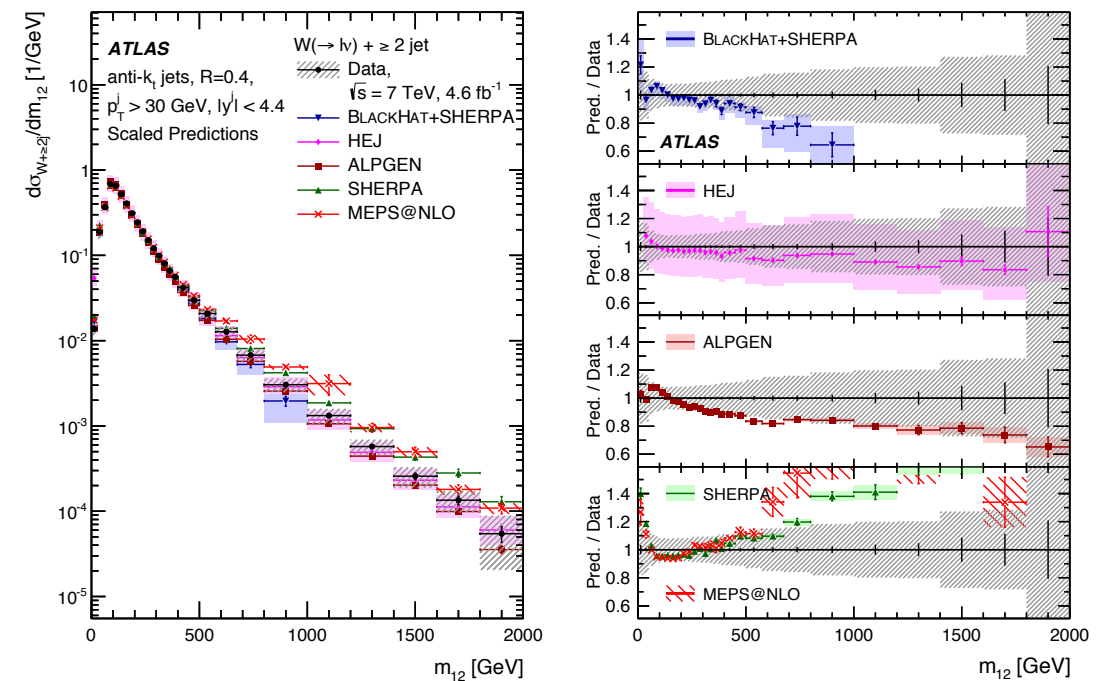 ATLAS
anti-kt jets, R=0.4,
p^j_T > 30 GeV, |y^j| < 4.4
Scaled Predictions
W(→ lν) + ≥ 2 jet
Data,
√s = 7 TeV, 4.6 fb⁻¹
BLACKHAT+SHERPA
HEJ
ALPGEN
SHERPA
MEPS@NLO
dσ_W+≥2j/dm₁₂ [1/GeV]
10
1
10⁻¹
10⁻²
10⁻³
10⁻⁴
10⁻⁵
0 500 1000 1500 2000
m₁₂ [GeV]
BLACKHAT+SHERPA
ATLAS
Pred. / Data
1.4
1.2
1
0.8
0.6
HEJ
Pred. / Data
1.4
1.2
1
0.8
0.6
ALPGEN
Pred. / Data
1.4
1.2
1
0.8
0.6
SHERPA
MEPS@NLO
Pred. / Data
1.4
1.2
1
0.8
0.6
0 500 1000 1500 2000
m₁₂ [GeV]